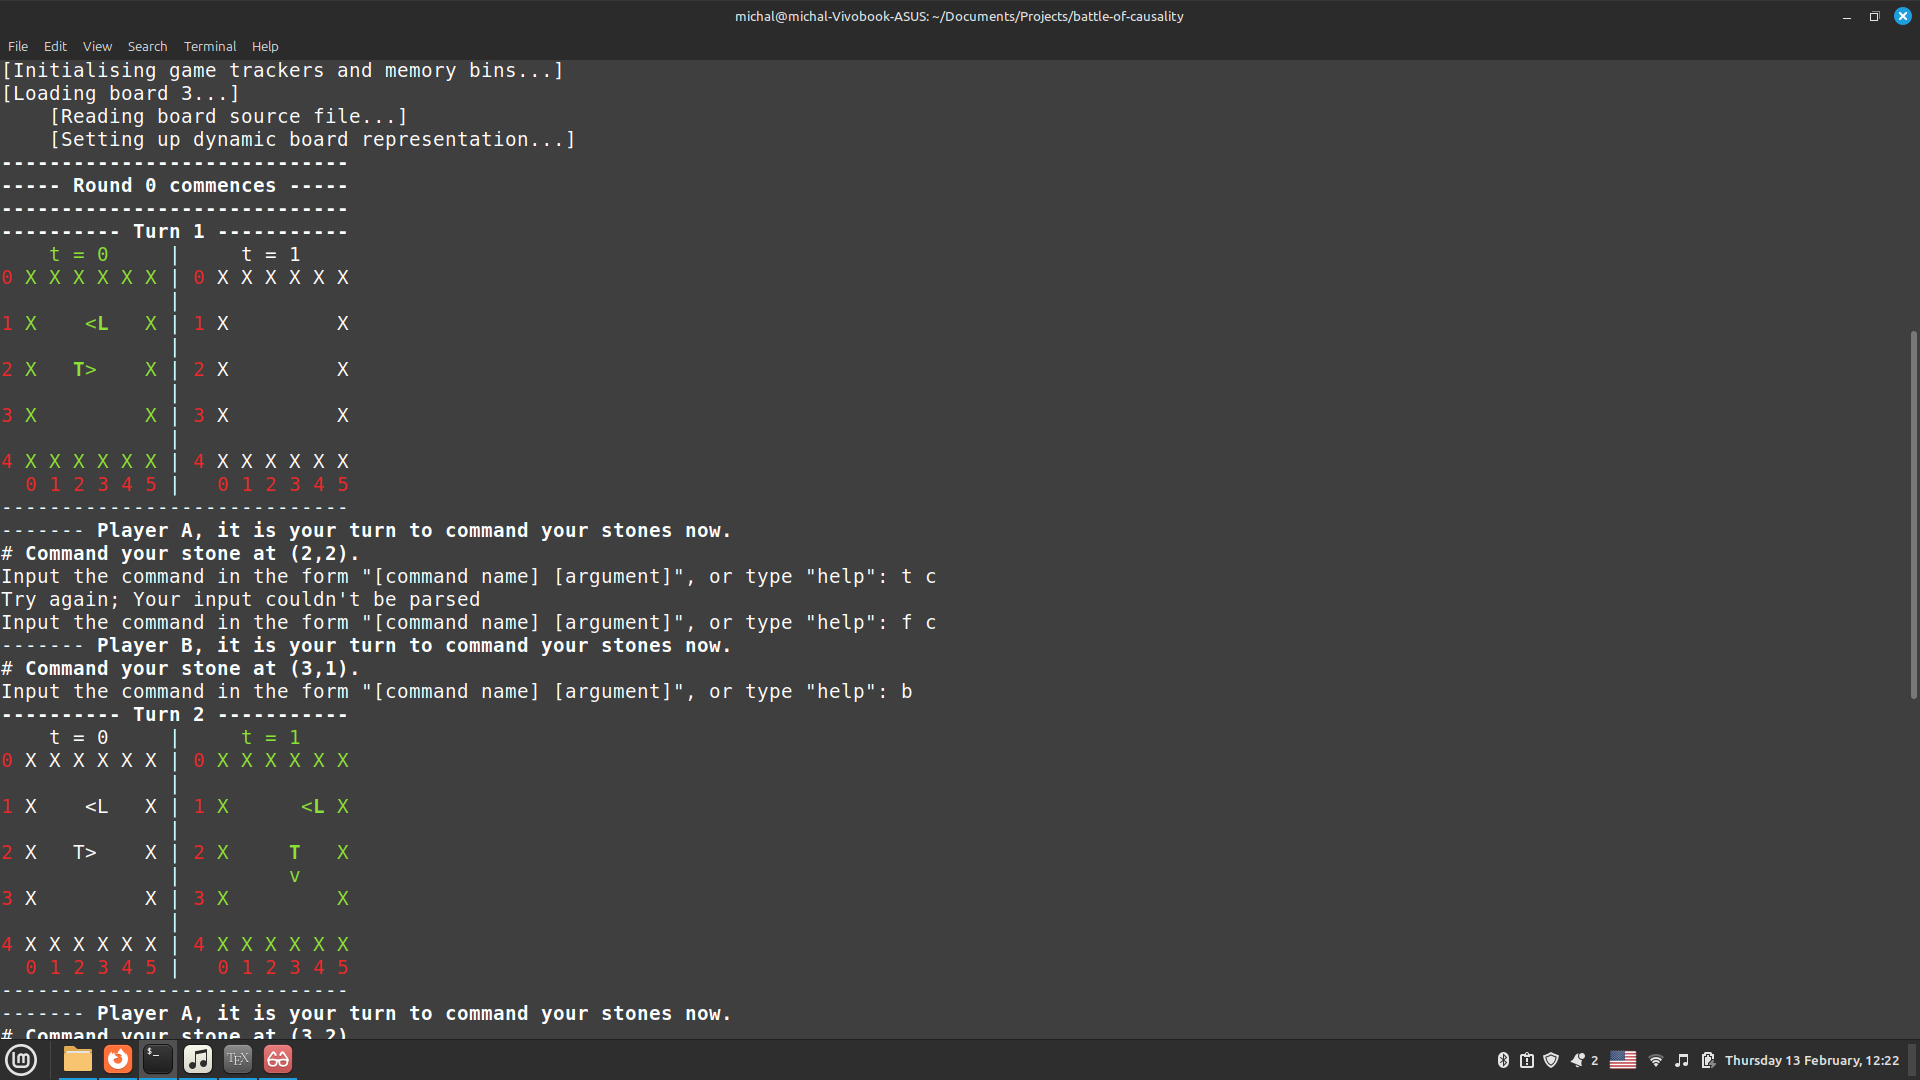 michal@michal-Vivobook-ASUS: ~/Documents/Projects/battle-of-causality
File Edit View Search Terminal Help
[Initialising game trackers and memory bins...]
[Loading board 3...]
    [Reading board source file...]
    [Setting up dynamic board representation...]
-----------------------------
----- Round 0 commences -----
-----------------------------
---------- Turn 1 -----------
    t = 0     |     t = 1
0 X X X X X X | 0 X X X X X X
              |
1 X    <L   X | 1 X         X
              |
2 X   T>    X | 2 X         X
              |
3 X         X | 3 X         X
              |
4 X X X X X X | 4 X X X X X X
  0 1 2 3 4 5 |   0 1 2 3 4 5
-----------------------------
------- Player A, it is your turn to command your stones now.
# Command your stone at (2,2).
Input the command in the form "[command name] [argument]", or type "help": t c
Try again; Your input couldn't be parsed
Input the command in the form "[command name] [argument]", or type "help": f c
------- Player B, it is your turn to command your stones now.
# Command your stone at (3,1).
Input the command in the form "[command name] [argument]", or type "help": b
---------- Turn 2 -----------
    t = 0     |     t = 1
0 X X X X X X | 0 X X X X X X
              |
1 X    <L   X | 1 X      <L X
              |
2 X   T>    X | 2 X     T   X
              |         v
3 X         X | 3 X         X
              |
4 X X X X X X | 4 X X X X X X
  0 1 2 3 4 5 |   0 1 2 3 4 5
-----------------------------
------- Player A, it is your turn to command your stones now.
# Command your stone at (3,2)
$_ TEX 2 Thursday 13 February, 12:22